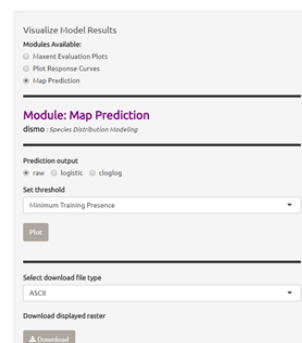 Visualize Model Results
Modules Available:
Maxent Evaluation Plots
Plot Response Curves
Map Prediction
Module: Map Prediction
dismo : Species Distribution Modeling
Prediction output
raw logistic cloglog
Set threshold
Minimum Training Presence
Plot
Select download file type
ASCII
Download displayed raster
Download